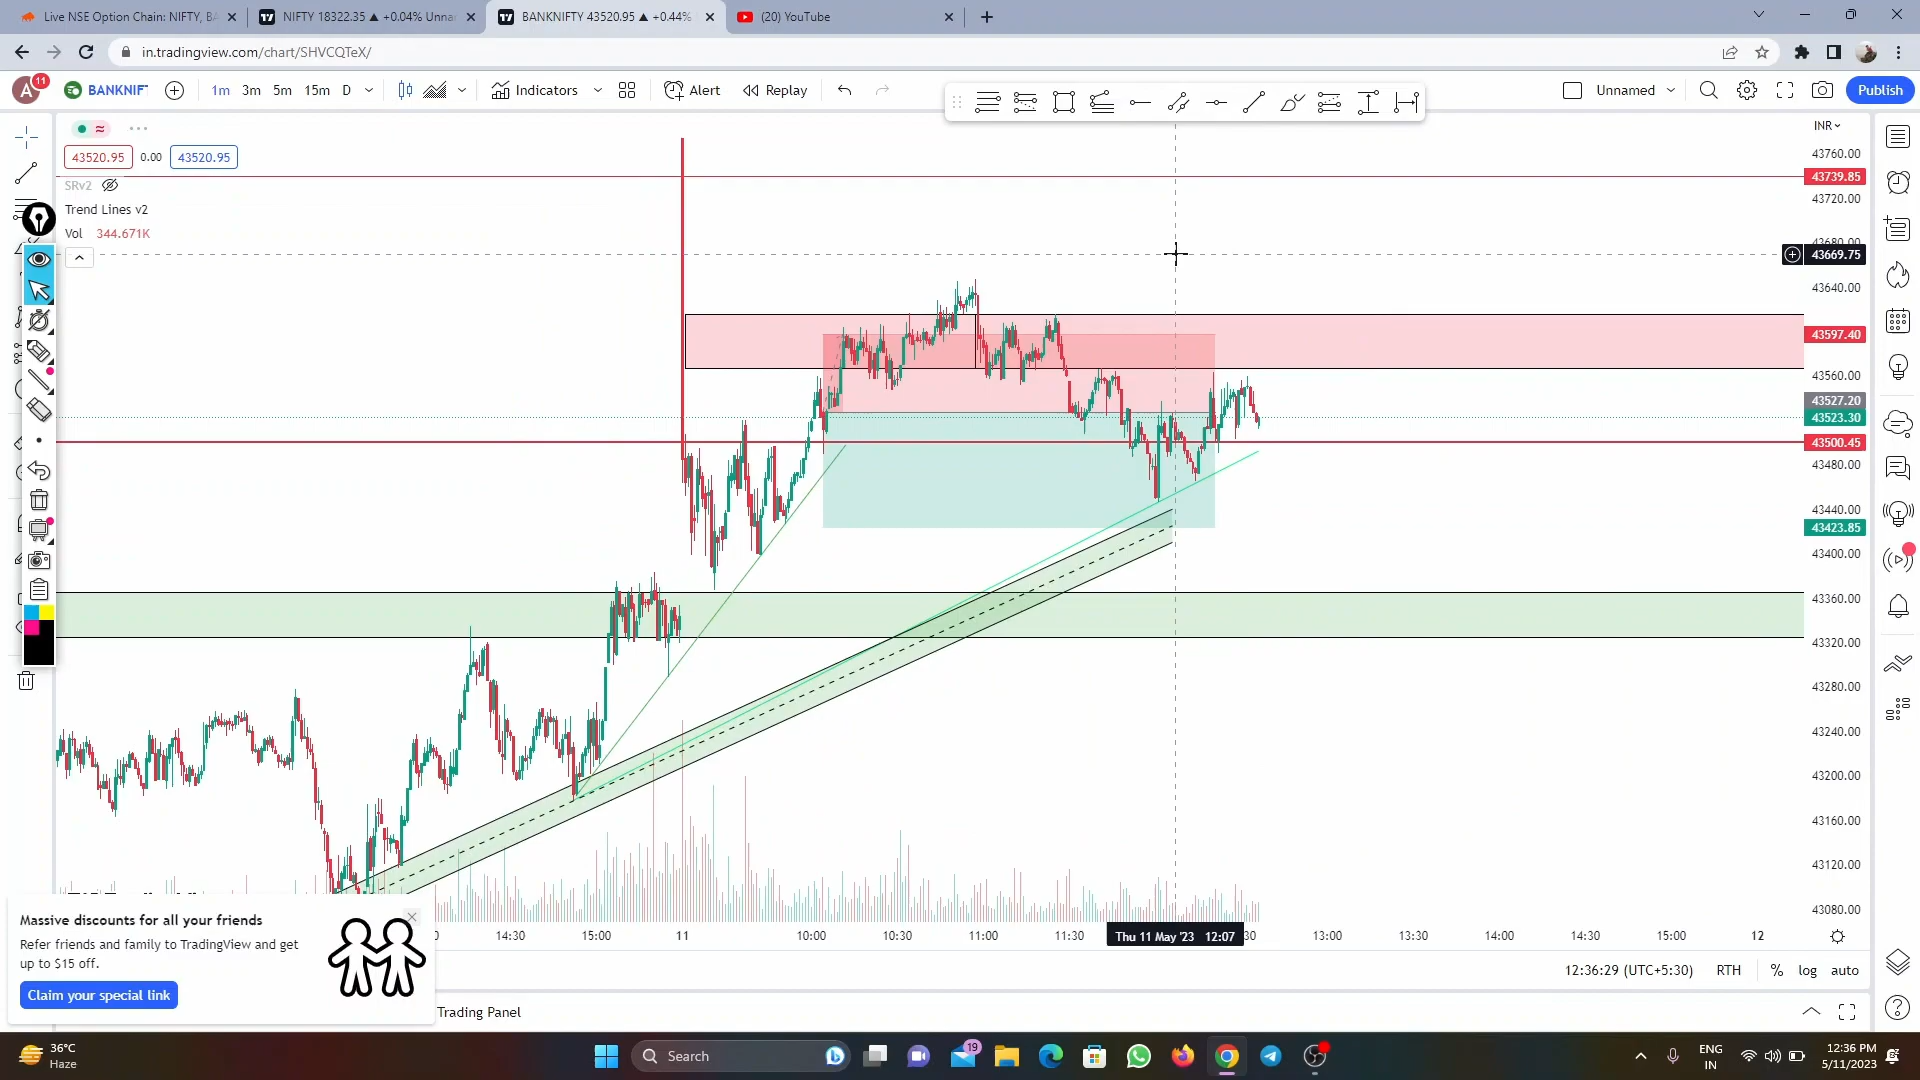 Live NSE Option Chain: NIFTY, BA
NIFTY 18322.35 ▲ +0.04% Unna
BANKNIFTY 43520.95 ▲ +0.44%
(20) YouTube
in.tradingview.com/chart/SHVCQTeX/
A
11
BANKNIF
1m 3m 5m 15m D
Indicators
Alert
Replay
Unnamed
Publish
43520.95 0.00 43520.95
SRv2
Trend Lines v2
Vol 344.671K
INR
43760.00
43739.85
43720.00
43680.00
43669.75
43640.00
43597.40
43560.00
43527.20
43523.30
43500.45
43480.00
43440.00
43423.85
43400.00
43360.00
43320.00
43280.00
43240.00
43200.00
43160.00
43120.00
43080.00
14:30 15:00 11 10:00 10:30 11:00 11:30 Thu 11 May '23 12:07 13:00 13:30 14:00 14:30 15:00 12
Massive discounts for all your friends
Refer friends and family to TradingView and get
up to $15 off.
Claim your special link
12:36:29 (UTC+5:30) RTH % log auto
Trading Panel
36°C
Haze
Search
19
ENG
IN
12:36 PM
5/11/2023